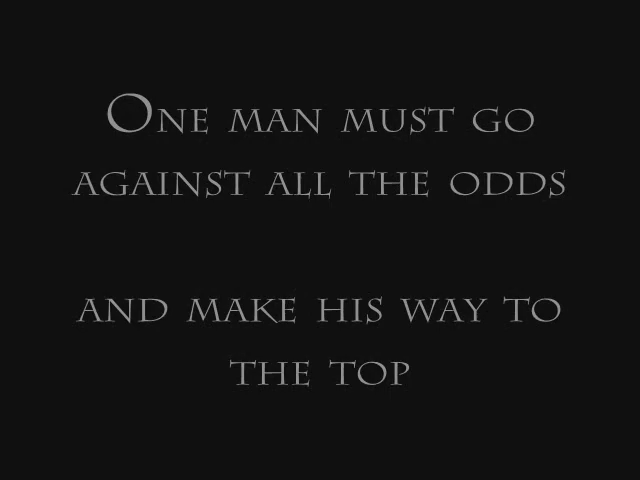 One man must go
against all the odds
and make his way to
the top